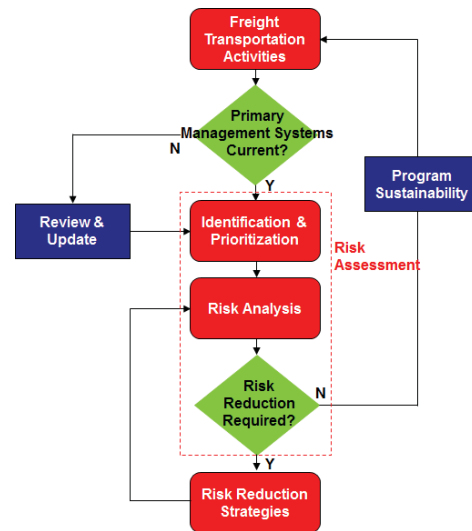 Freight
Transportation
Activities
Primary
Management Systems
Current?
N
Y
Program
Sustainability
Review &
Update
Identification &
Prioritization
Risk
Assessment
Risk Analysis
Risk
Reduction
Required?
N
Y
Risk Reduction
Strategies